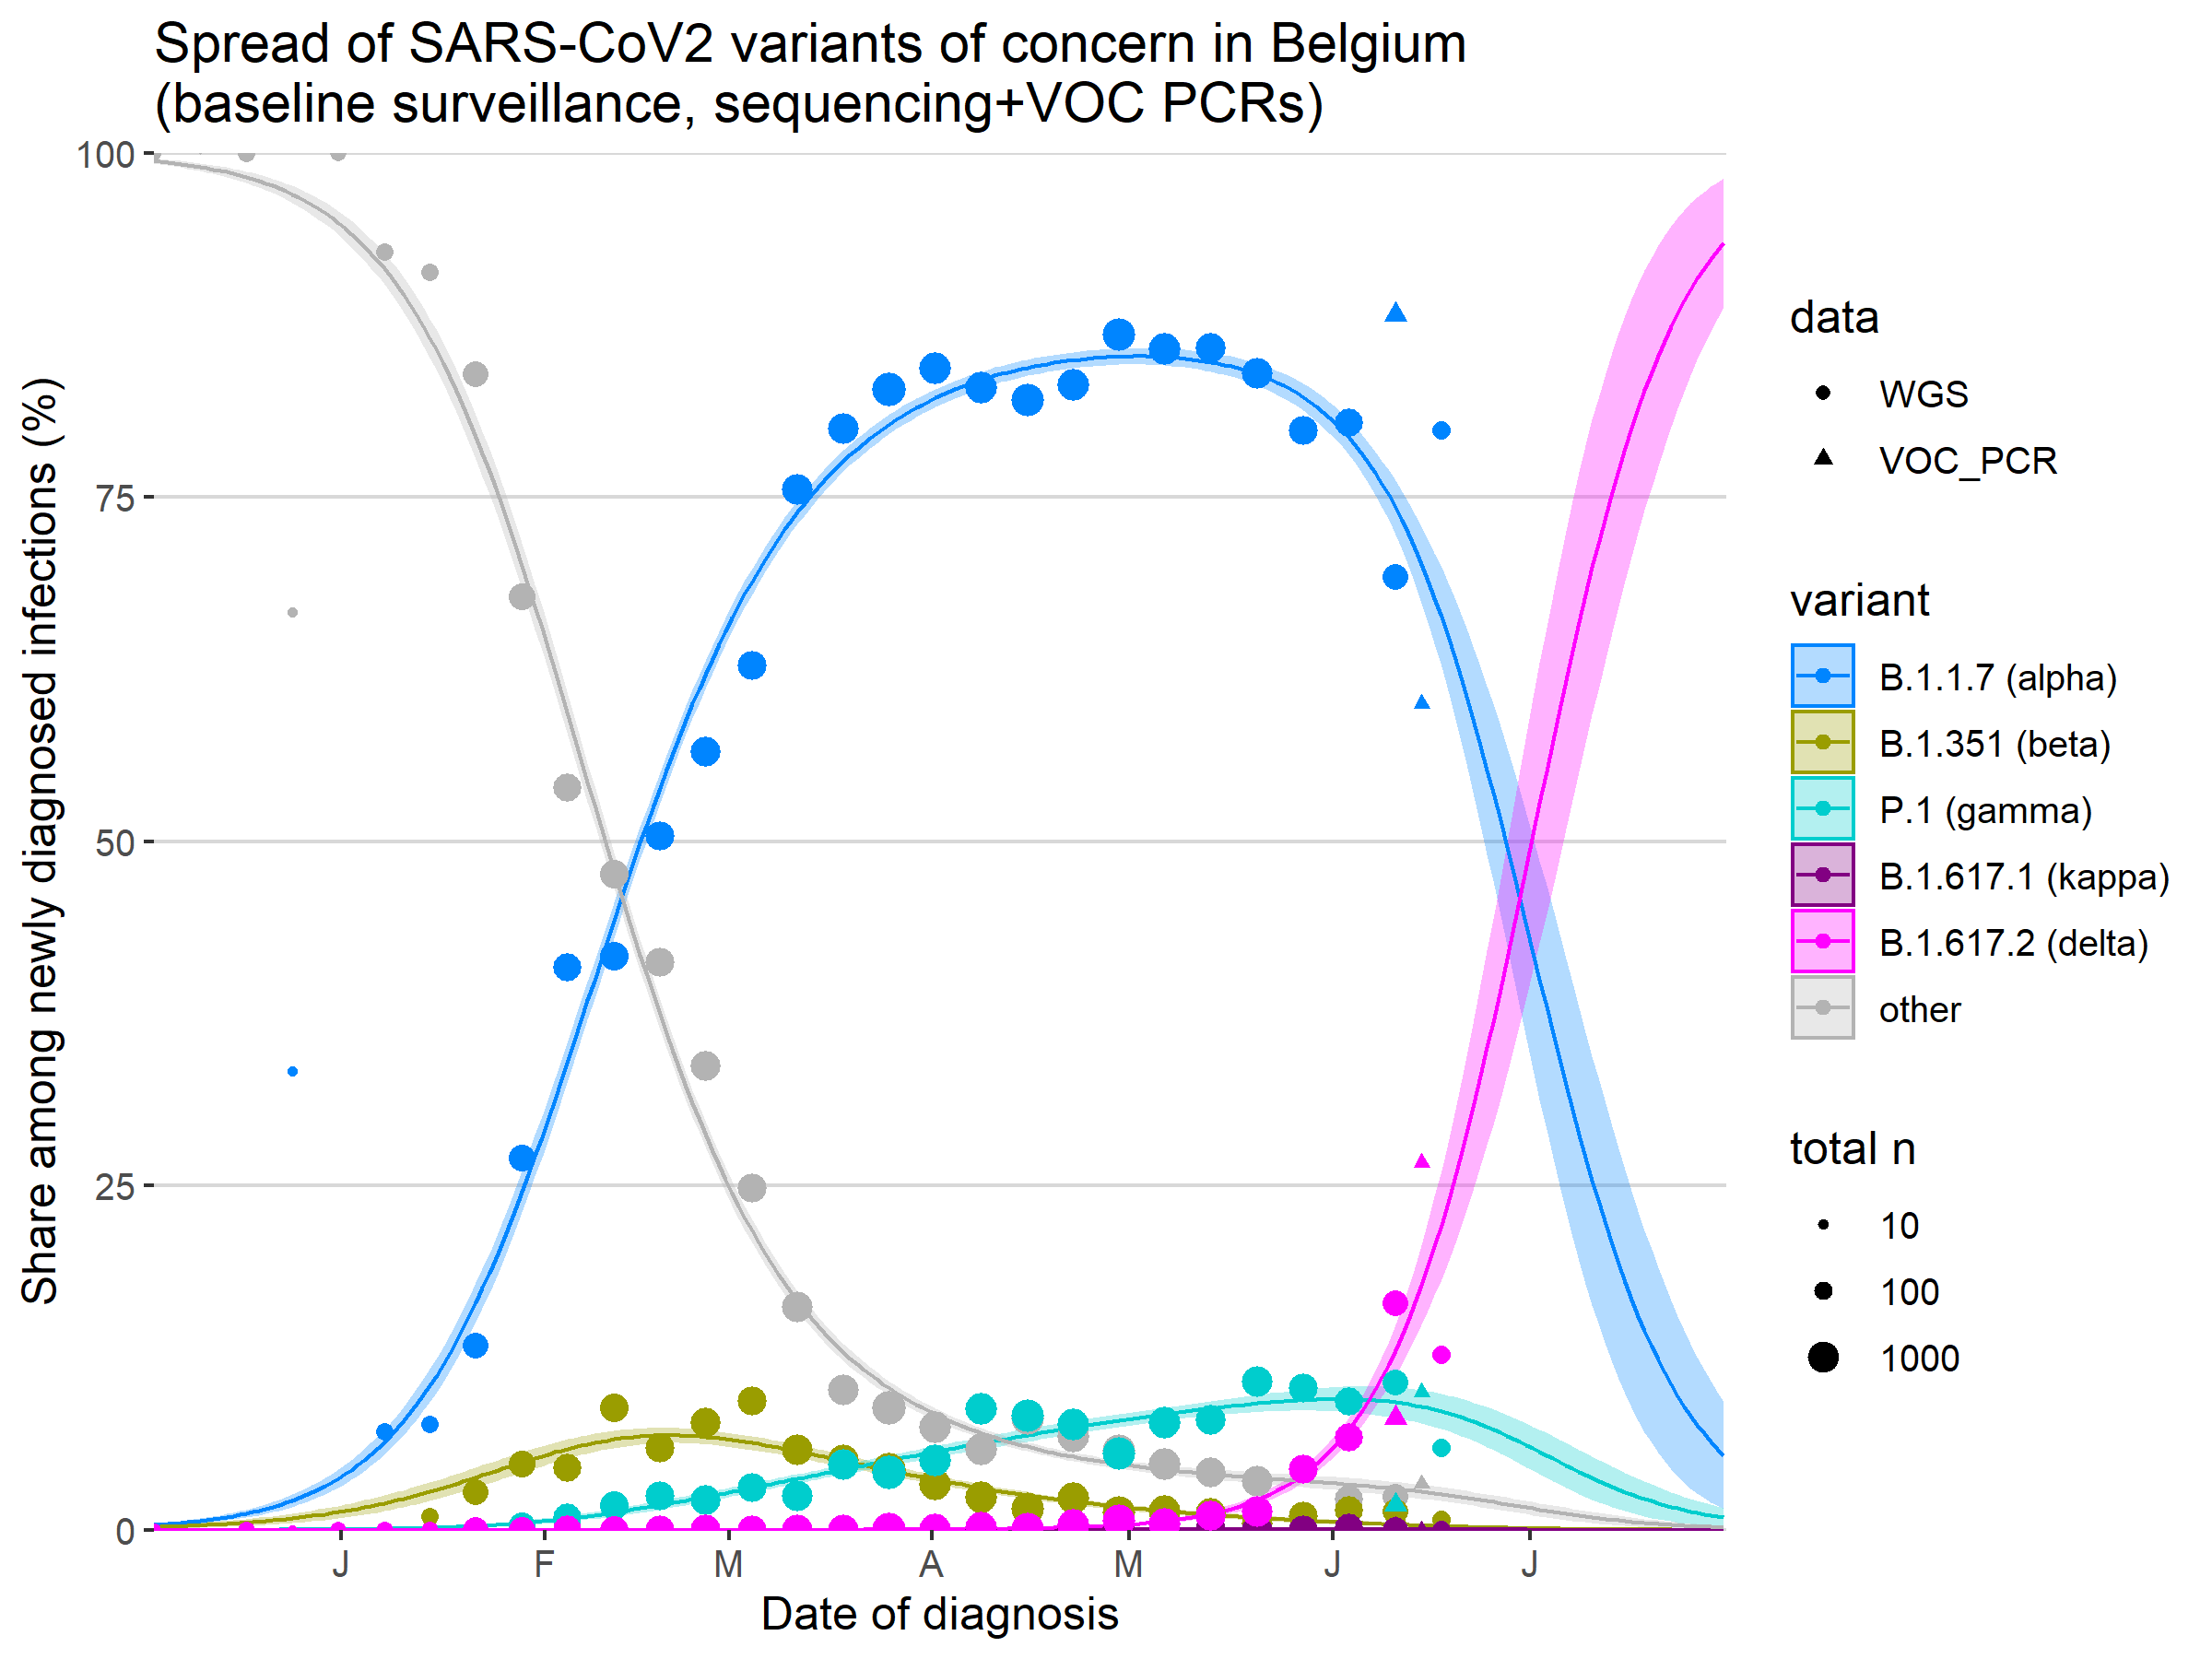 Spread of SARS-CoV2 variants of concern in Belgium
(baseline surveillance, sequencing+VOC PCRs)
Share among newly diagnosed infections (%)
100
75
50
25
0
J
F
M
A
M
J
J
Date of diagnosis
data
WGS
VOC_PCR
variant
B.1.1.7 (alpha)
B.1.351 (beta)
P.1 (gamma)
B.1.617.1 (kappa)
B.1.617.2 (delta)
other
total n
10
100
1000